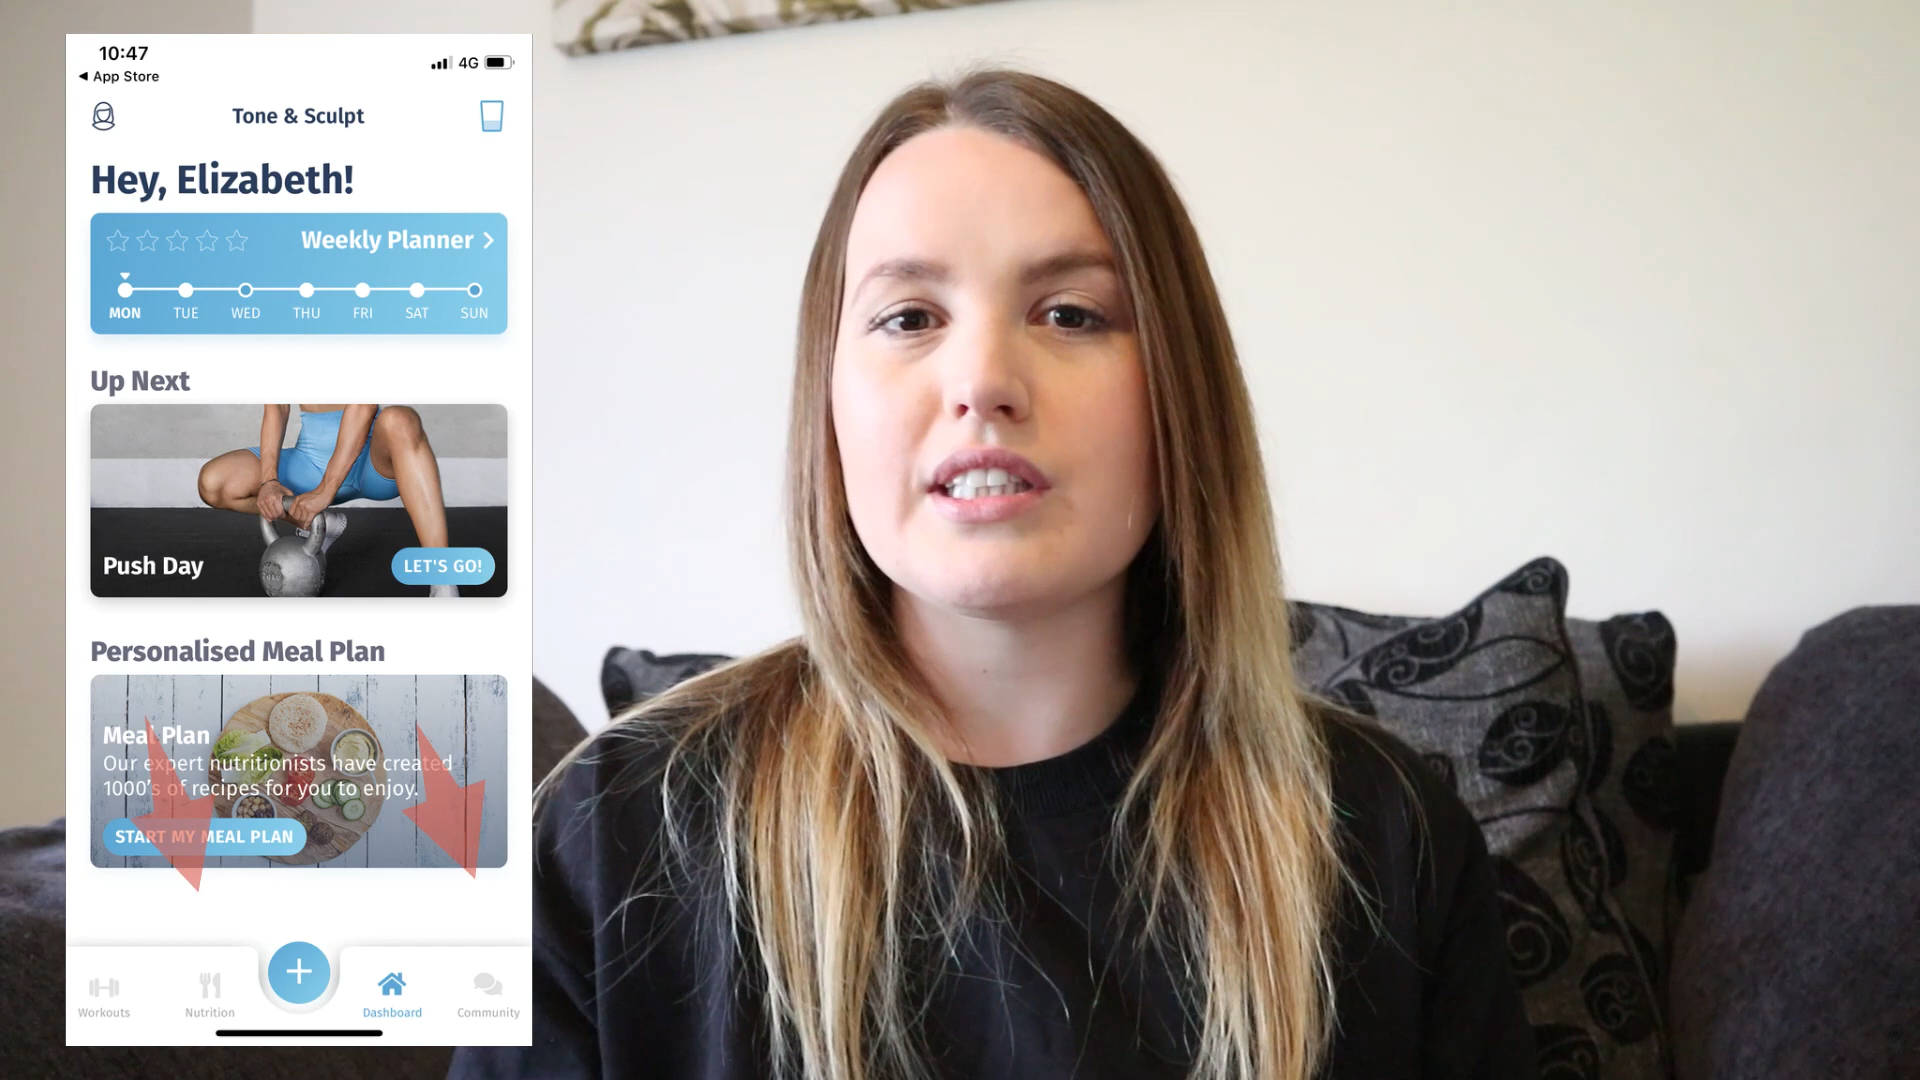 10:47
4G
App Store
Tone & Sculpt
Hey, Elizabeth!
Weekly Planner
MON TUE WED THU FRI SAT SUN
Up Next
Push Day
LET'S GO!
Personalised Meal Plan
Meal Plan
Our expert nutritionists have created
1000's of recipes for you to enjoy.
START MY MEAL PLAN
Workouts Nutrition Dashboard Community